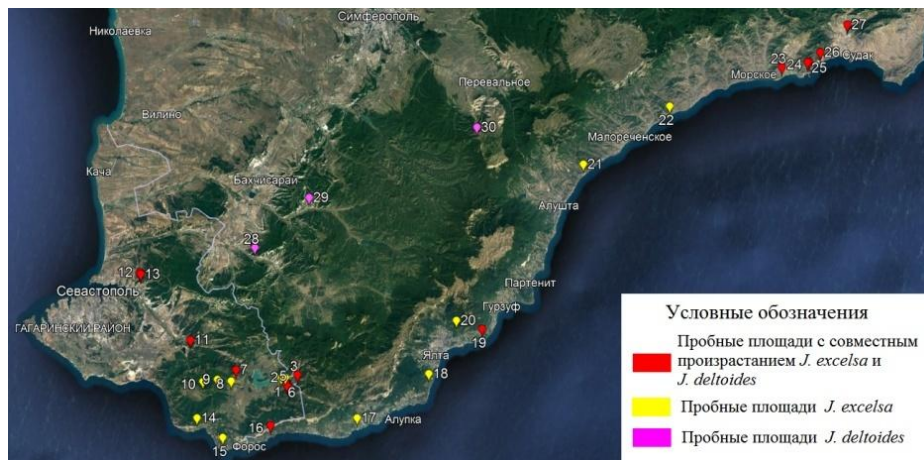 Симферополь
Николаевка
27
26
Судак
23
24
25
Морское
Перевальное
22
Вилино
30
Малореченское
21
Кача
Бахчисарай
29
Алушта
28
12 13
Севастополь
Партенит
Гурзуф
ГАГАРИНСКИЙ РАЙОН
20
19
11
Ялта
7
3
10 9 8
25
1 6
18
14
16
17
Алупка
15
Форос
Условные обозначения
Пробные площади с совместным
произрастанием J. excelsa и
J. deltoides
Пробные площади J. excelsa
Пробные площади J. deltoides